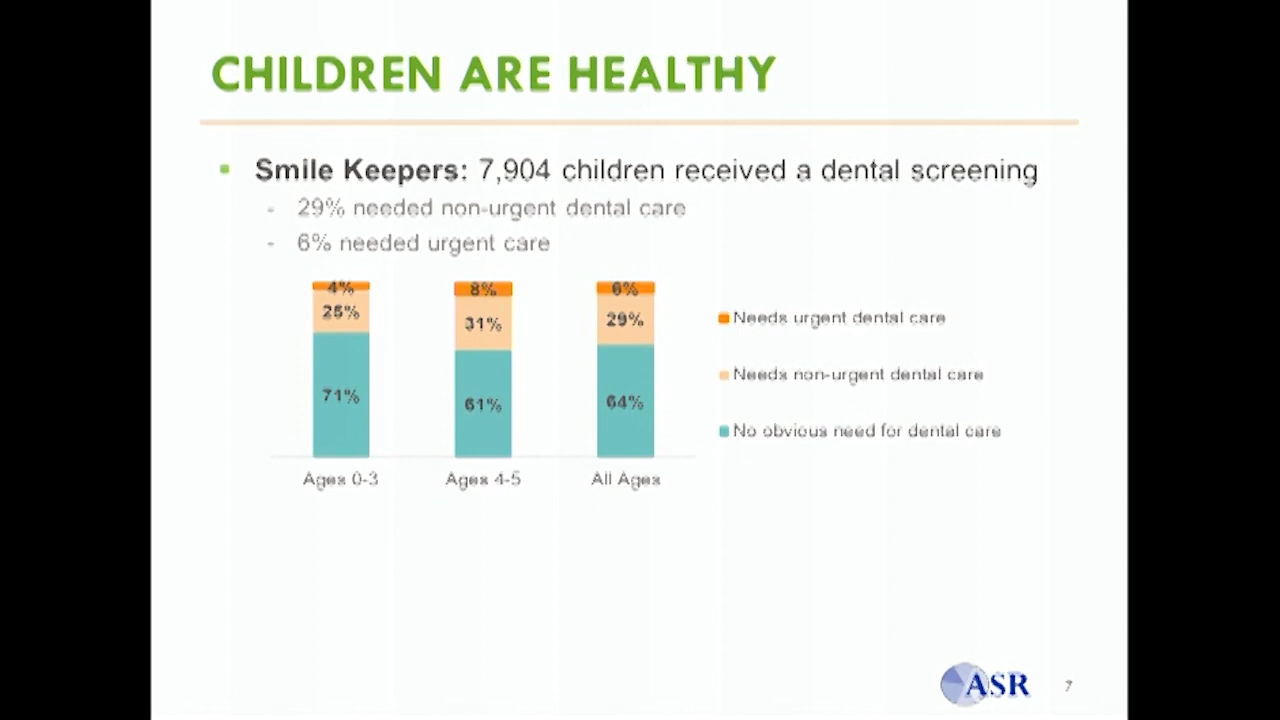 CHILDREN ARE HEALTHY
Smile Keepers: 7,904 children received a dental screening
- 29% needed non-urgent dental care
- 6% needed urgent care
4% 8% 6%
25% 31% 29%
71% 61% 64%
Ages 0-3 Ages 4-5 All Ages
Needs urgent dental care
Needs non-urgent dental care
No obvious need for dental care
ASR 7